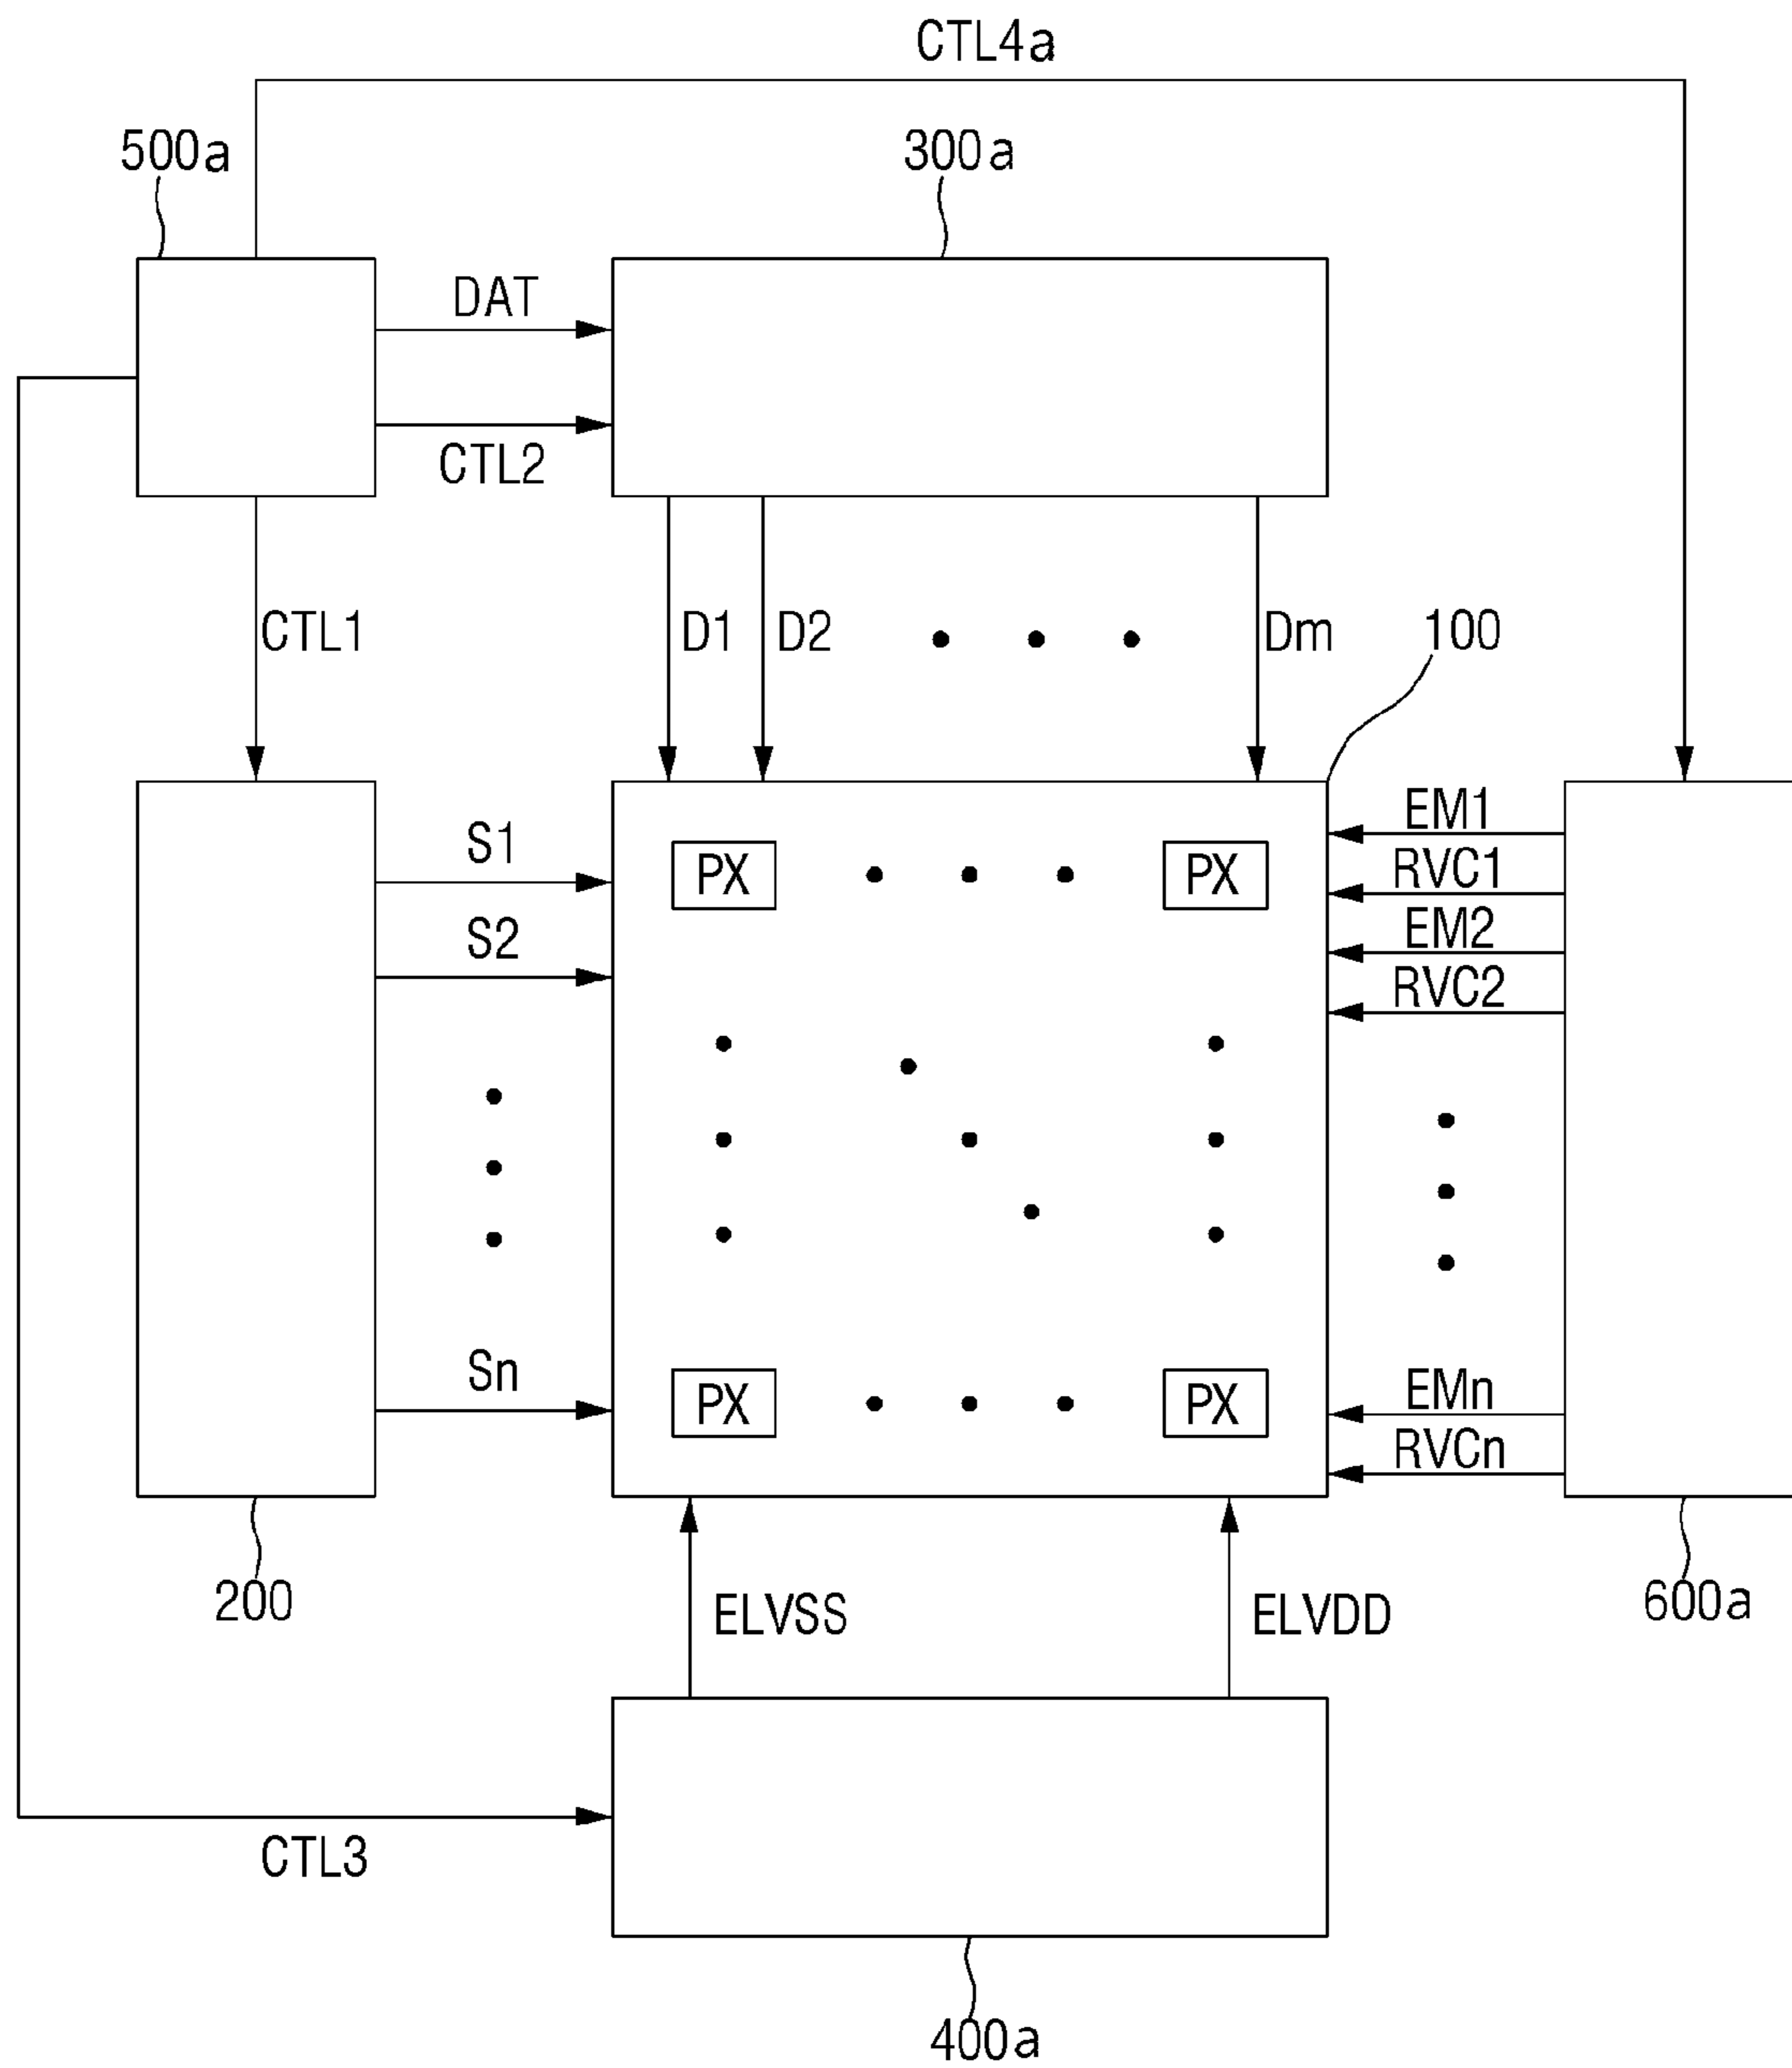 CTL4a
500a
300a
DAT
CTL2
CTL1
D1
D2
Dm
100
S1
S2
Sn
PX
PX
PX
PX
EM1
RVC1
EM2
RVC2
EMn
RVCn
200
ELVSS
ELVDD
600a
CTL3
400a